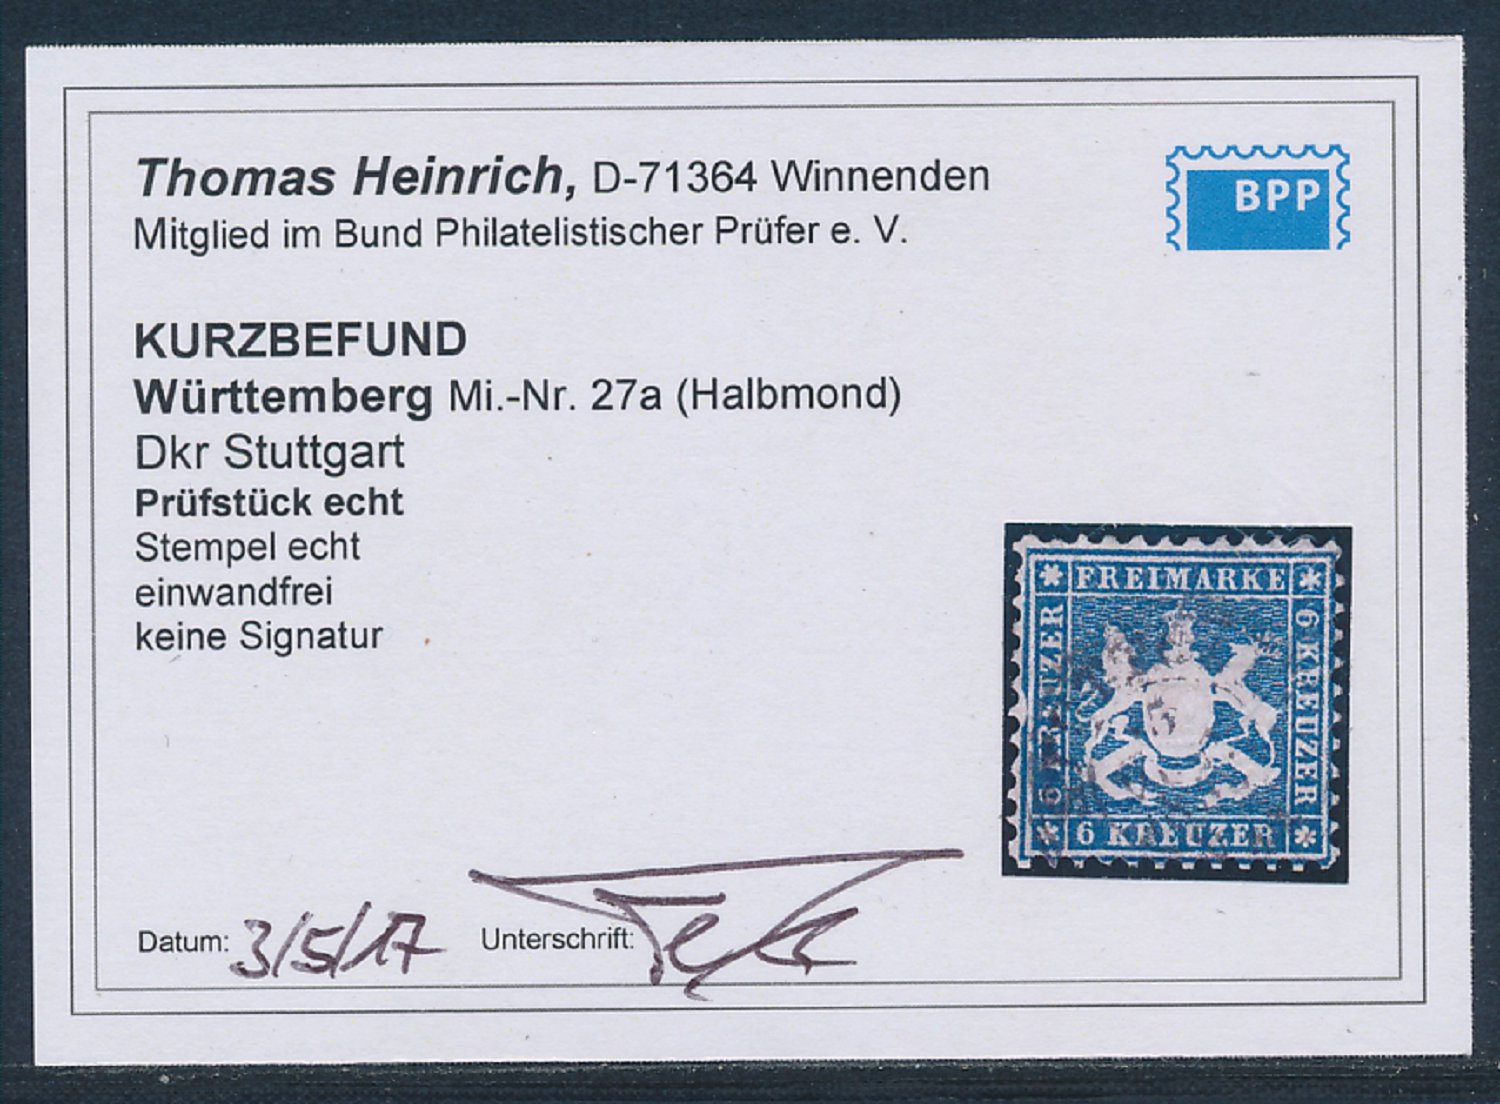 Thomas Heinrich, D-71364 Winnenden
Mitglied im Bund Philatelistischer Prüfer e. V.
BPP
KURZBEFUND
Württemberg Mi.-Nr. 27a (Halbmond)
Dkr Stuttgart
Prüfstück echt
Stempel echt
einwandfrei
keine Signatur
FREIMARKE
6 KREUZER
6 KREUZER
6 KREUZER
5
Datum: 3/5/17 Unterschrift: